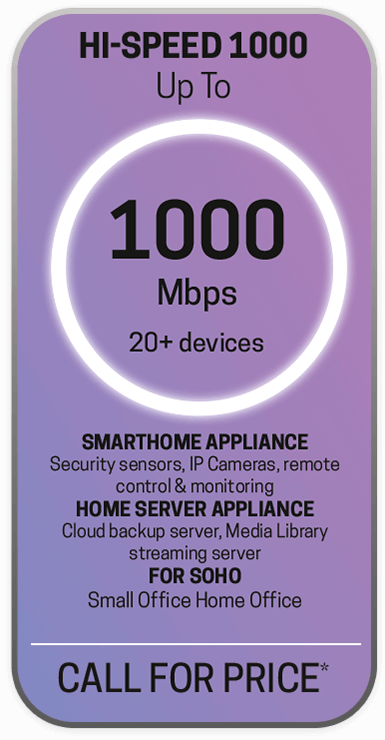 HI-SPEED 1000
Up To
1000
Mbps
20+ devices
SMARTHOME APPLIANCE
Security sensors, IP Cameras, remote
control & monitoring
HOME SERVER APPLIANCE
Cloud backup server, Media Library
streaming server
FOR SOHO
Small Office Home Office
CALL FOR PRICE*